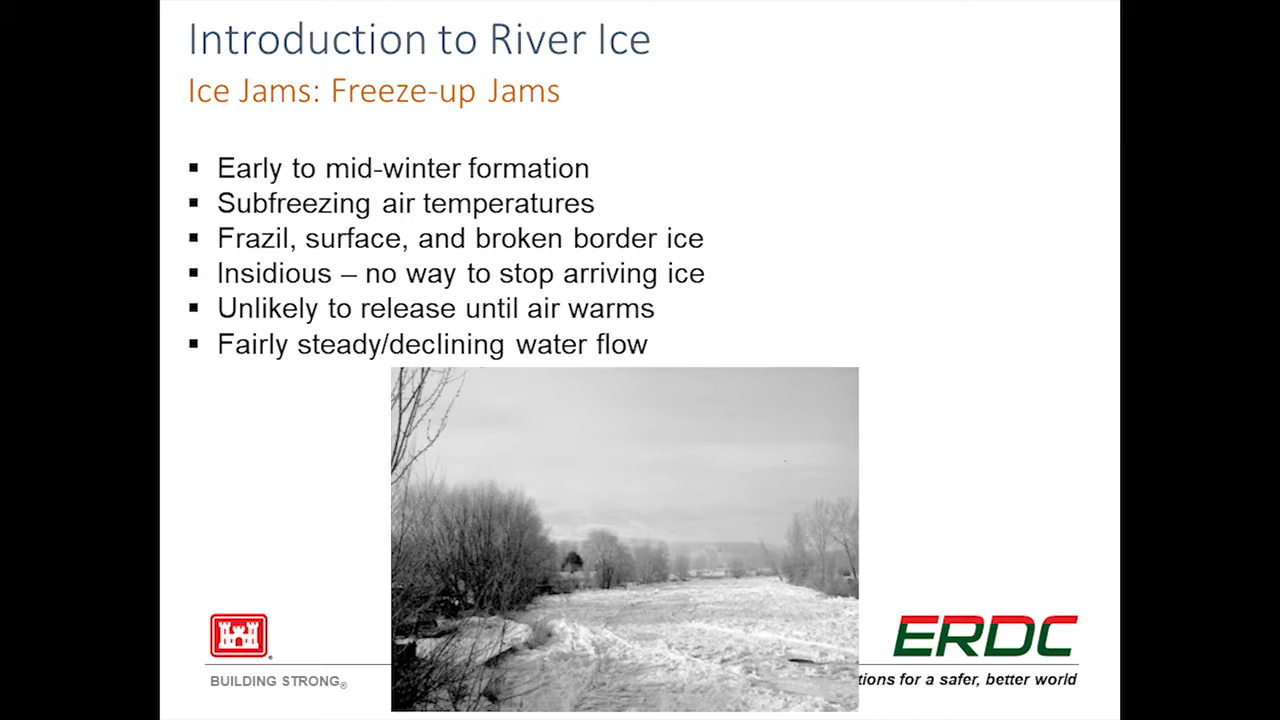 Introduction to River Ice
Ice Jams: Freeze-up Jams
▪ Early to mid-winter formation
▪ Subfreezing air temperatures
▪ Frazil, surface, and broken border ice
▪ Insidious – no way to stop arriving ice
▪ Unlikely to release until air warms
▪ Fairly steady/declining water flow
ERDC
BUILDING STRONG®
tions for a safer, better world